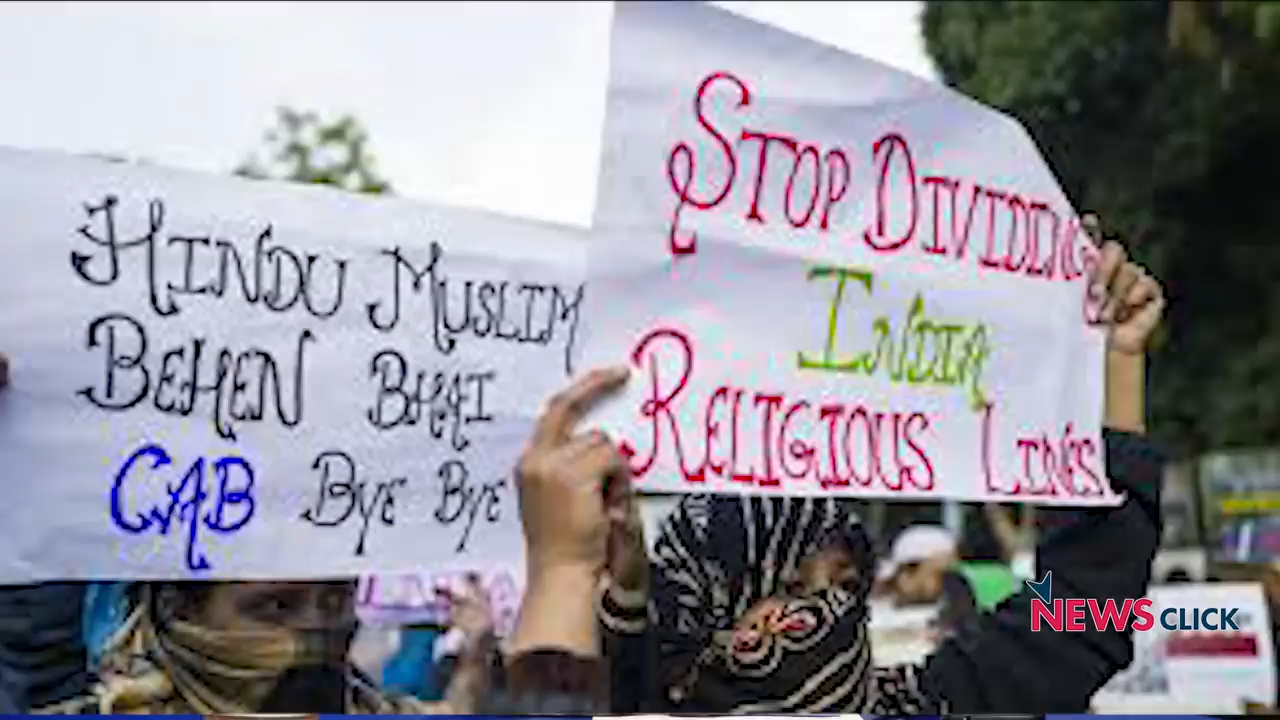 HINDU MUSLIM
BEHEN BHAI
CAB BYE BYE
STOP DIVIDING
INDIA
RELIGIOUS LINES
NEWSCLICK